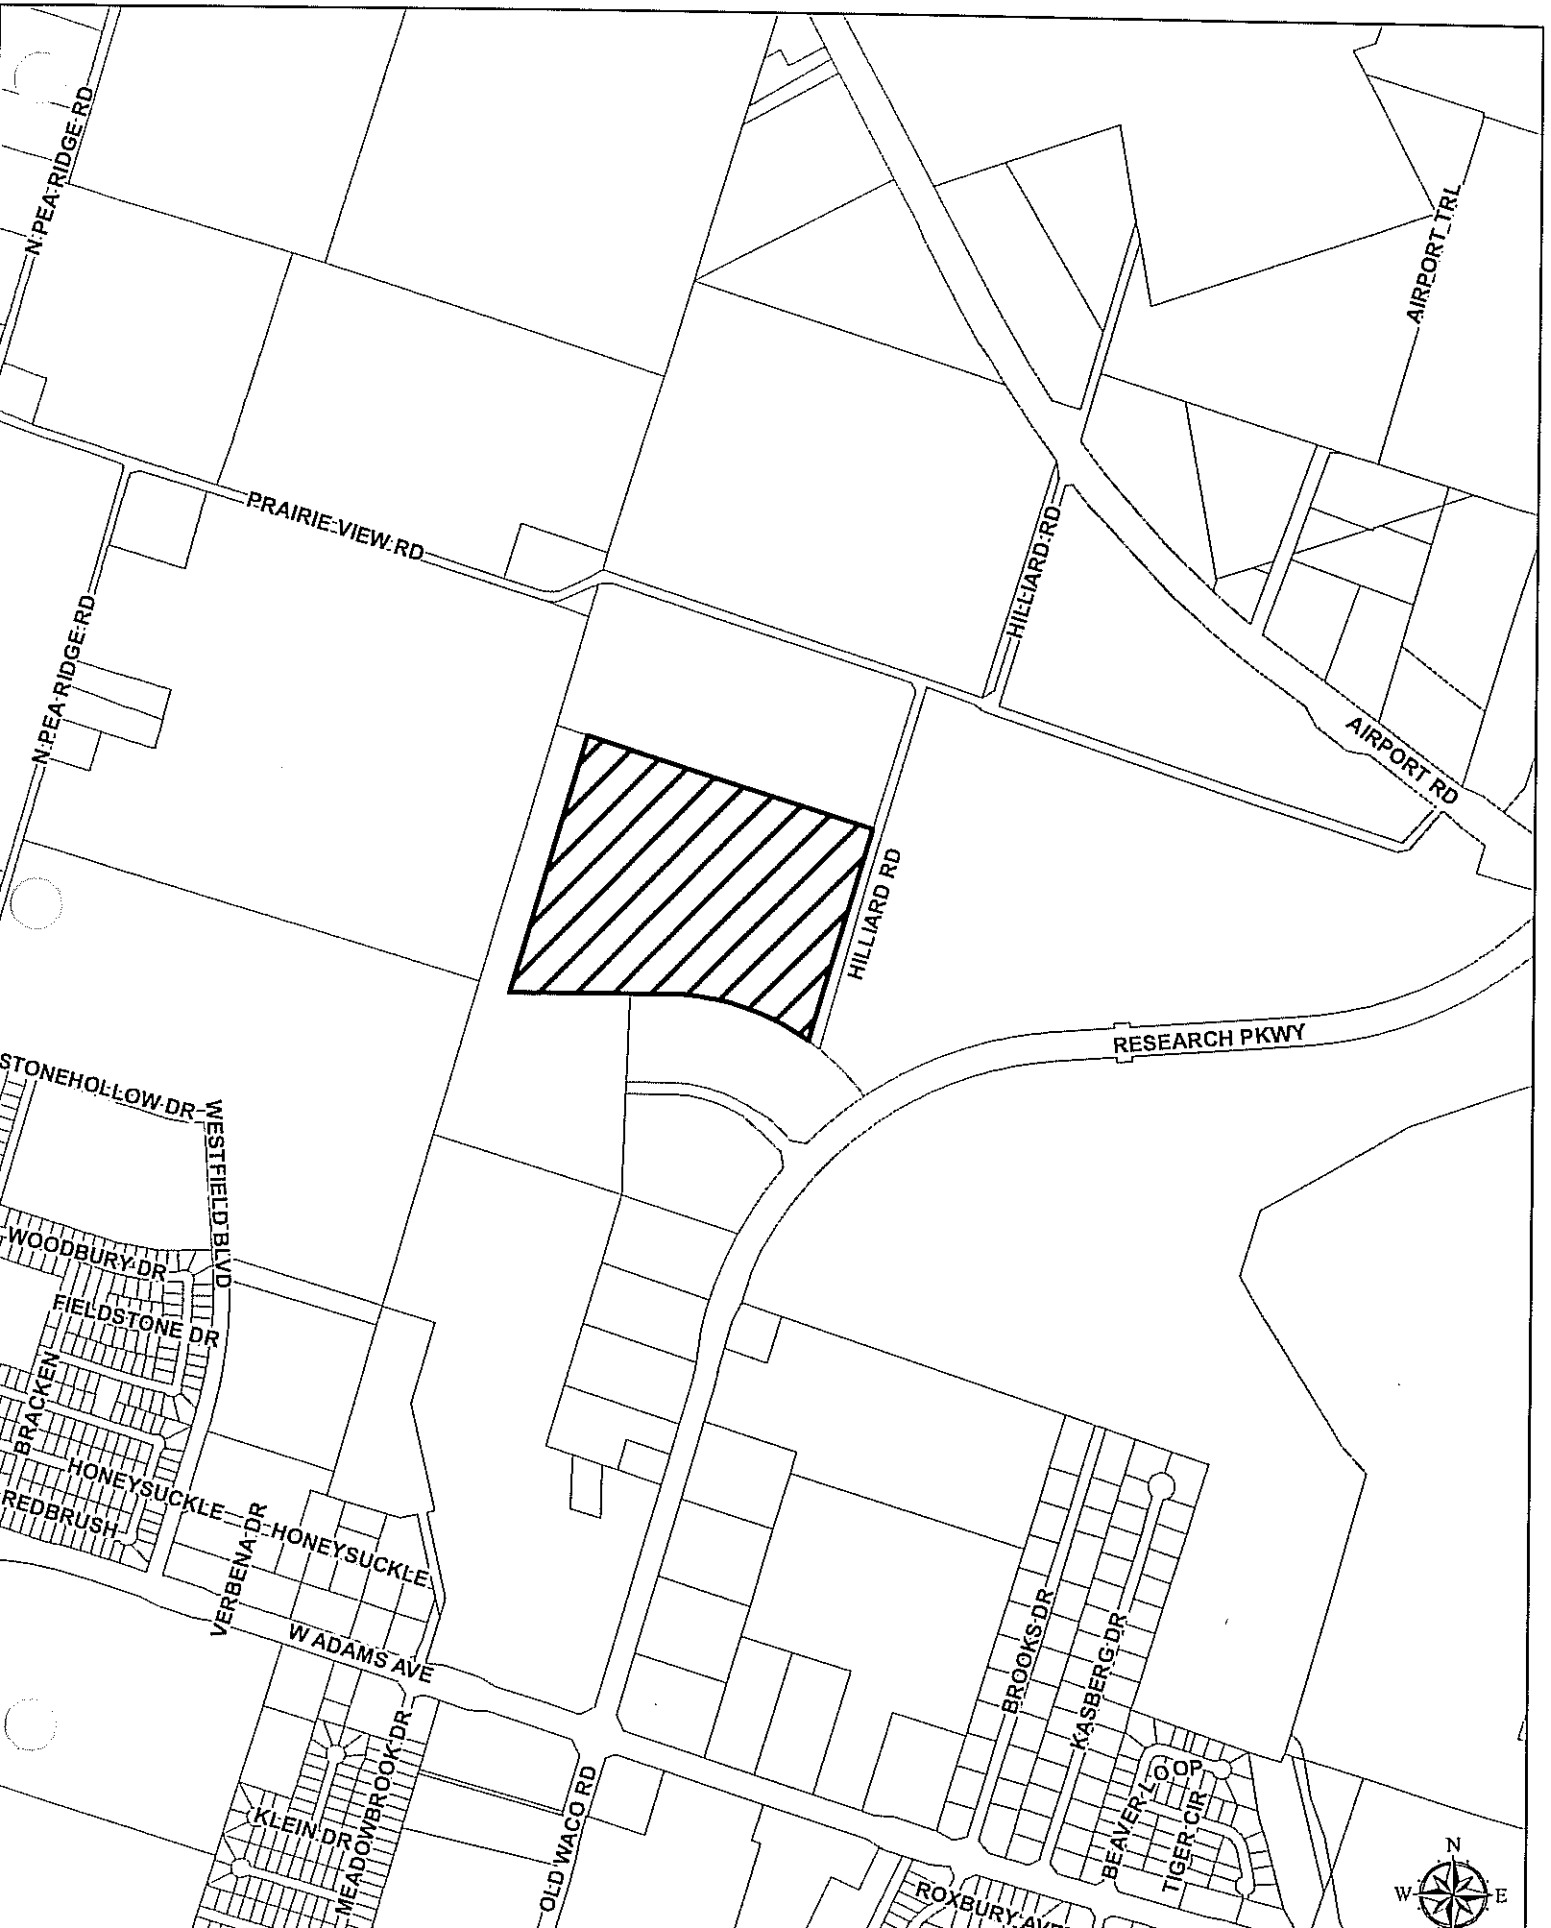 N PEA RIDGE RD
AIRPORT TRL
PRAIRIE VIEW RD
HILLIARD RD
N PEA RIDGE RD
AIRPORT RD
HILLIARD RD
RESEARCH PKWY
STONEHOLLOW DR
WESTFIELD BLVD
WOODBURY DR
FIELDSTONE DR
BRACKEN
HONEYSUCKLE
REDBRUSH
VERBENA DR
HONEYSUCKLE
W ADAMS AVE
BROOKS DR
KASBERG DR
MEADOWBROOK DR
KLEIN DR
OLD WACO RD
BEAVER LOOP
TIGER CIR
ROXBURY AVE
N
W E